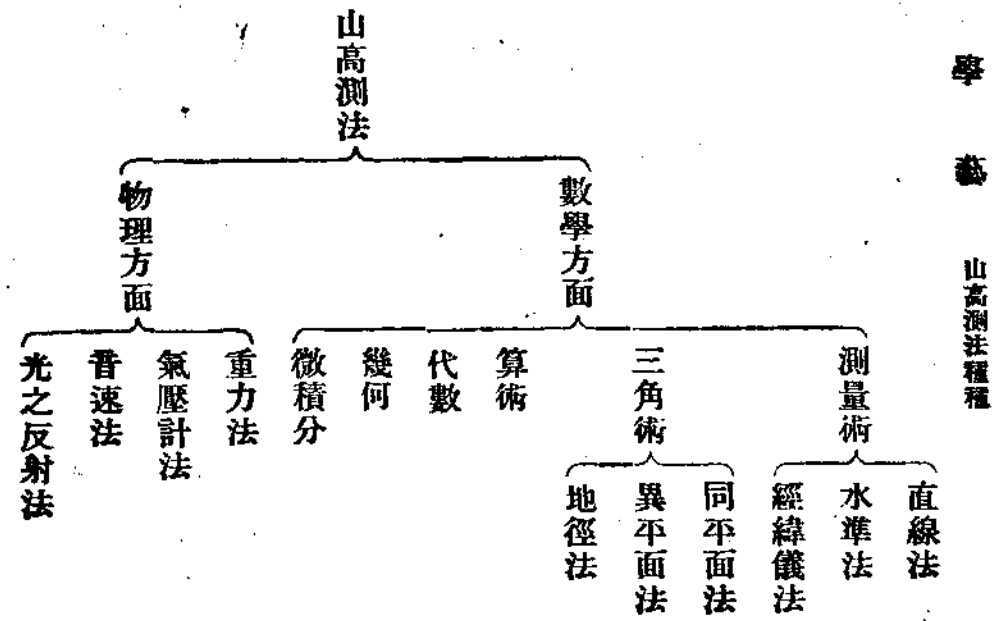 學藝
山高測法種種
山高測法
數學方面
測量術
直線法
水準法
經緯儀法
三角術
同平面法
異平面法
地徑法
算術
代數
幾何
微積分
物理方面
重力法
氣壓計法
音速法
光之反射法